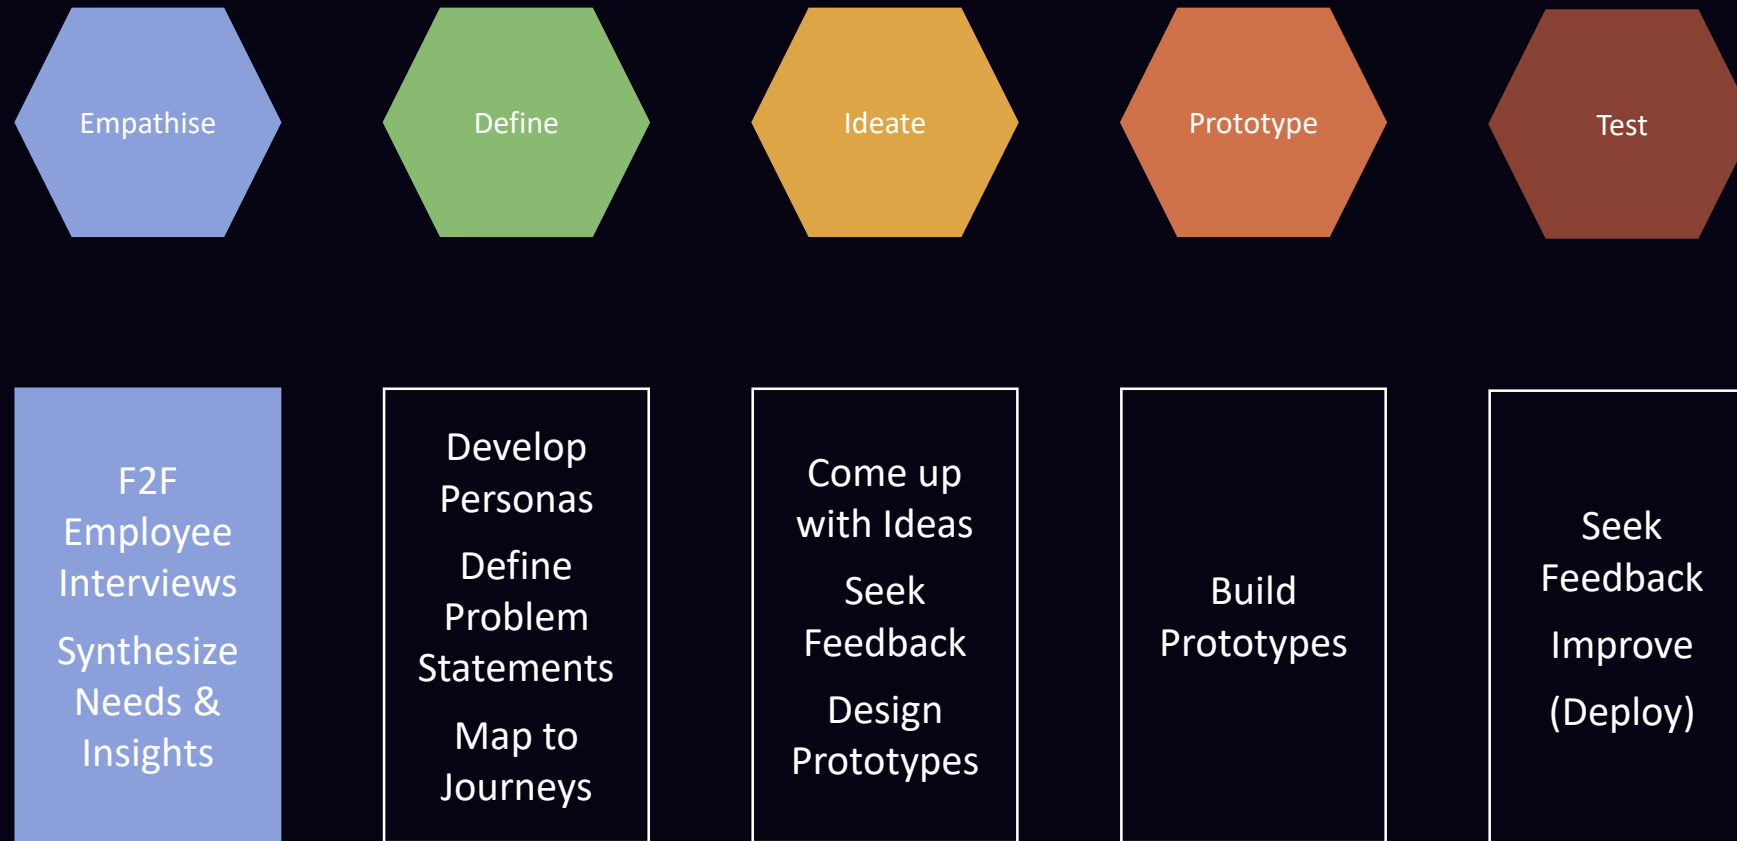 Empathise
Define
Ideate
Prototype
Test
F2F
Employee
Interviews
Synthesize
Needs &
Insights
Develop
Personas
Define
Problem
Statements
Map to
Journeys
Come up
with Ideas
Seek
Feedback
Design
Prototypes
Build
Prototypes
Seek
Feedback
Improve
(Deploy)